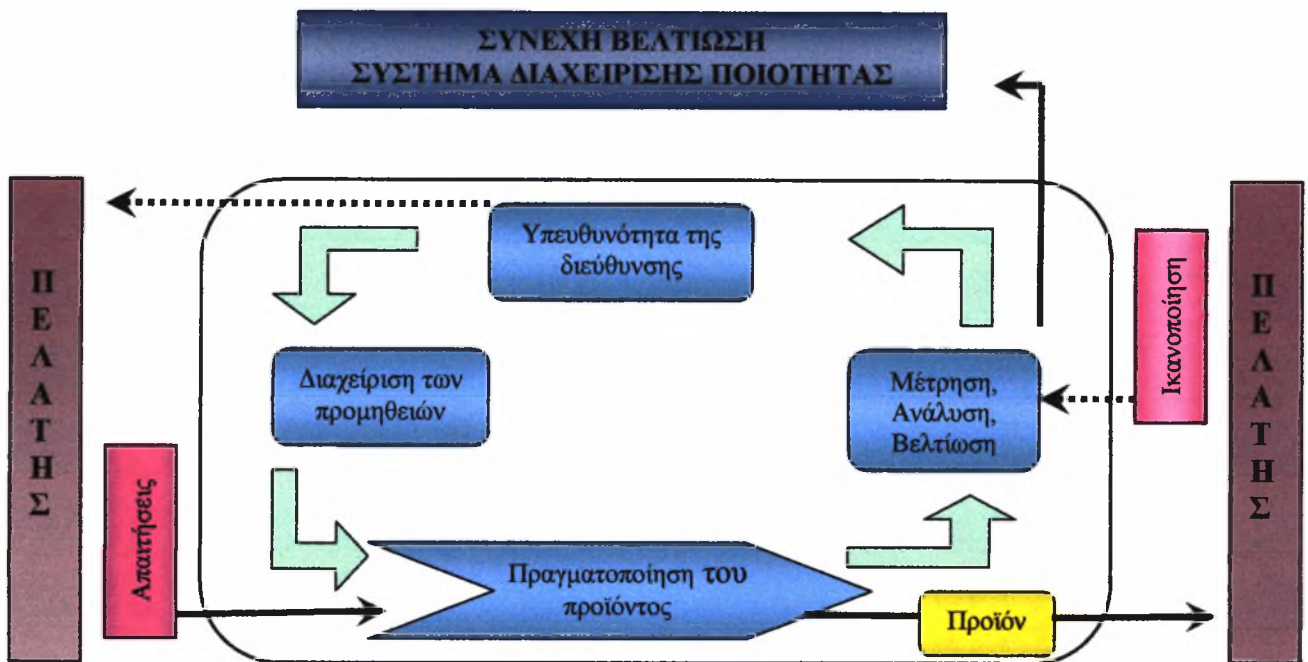 ΣΥΝΕΧΗ ΒΕΛΤΙΩΣΗ
ΣΥΣΤΗΜΑ ΔΙΑΧΕΙΡΙΣΗΣ ΠΟΙΟΤΗΤΑΣ
ΠΕΛΑΤΗΣ
Υπευθυνότητα της
διεύθυνσης
Ικανοποίηση
ΠΕΛΑΤΗΣ
Διαχείριση των
προμηθειών
Μέτρηση,
Ανάλυση,
Βελτίωση
Απαιτήσεις
Πραγματοποίηση του
προϊόντος
Προϊόν